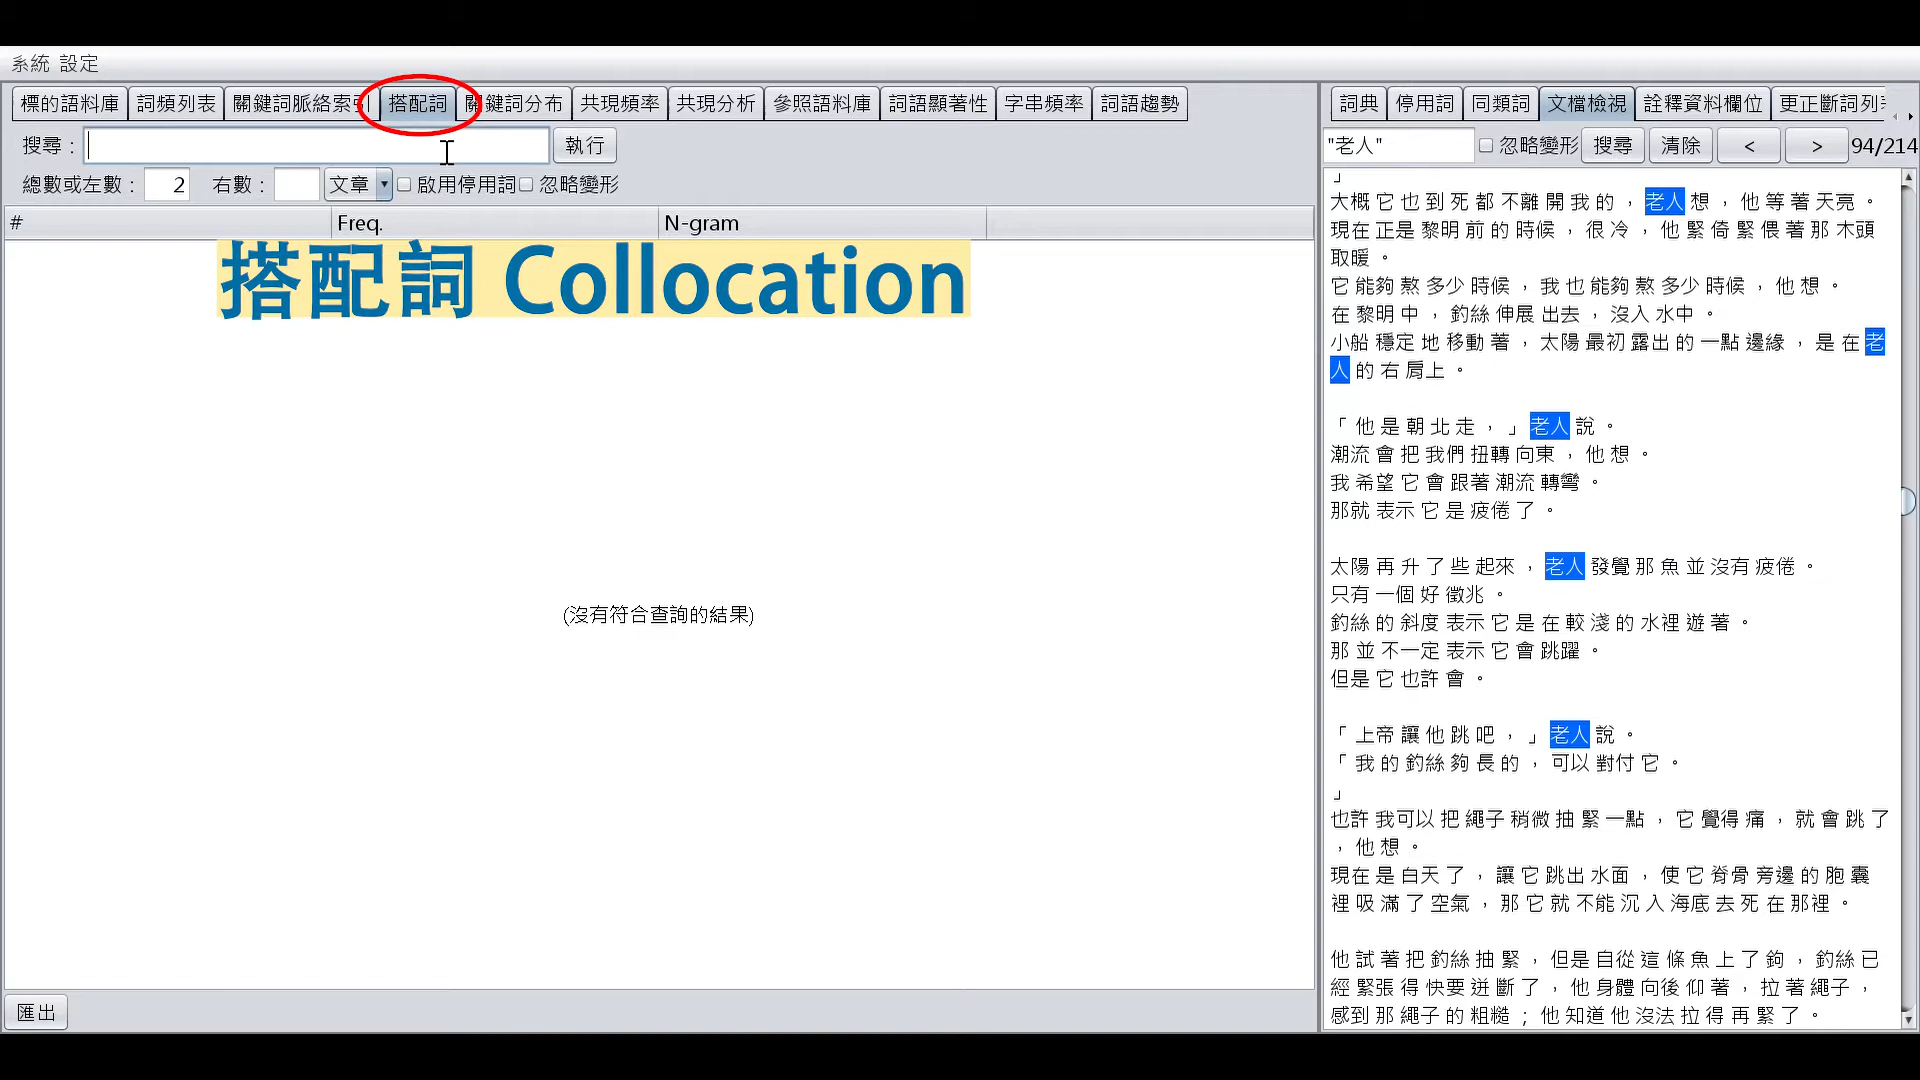 系統 設定
標的語料庫 詞頻列表 關鍵詞脈絡索引 搭配詞 關鍵詞分布 共現頻率 共現分析 參照語料庫 詞語顯著性 字串頻率 詞語趨勢
搜尋： 執行
總數或左數： 2 右數： 文章 啟用停用詞 忽略變形
# Freq. N-gram
搭配詞 Collocation
(沒有符合查詢的結果)
匯出
詞典 停用詞 同類詞 文檔檢視 詮釋資料欄位 更正斷詞列
"老人" 忽略變形 搜尋 清除 < > 94/214
」
大概 它 也 到 死 都 不 離 開 我 的 ， 老人 想 ， 他 等 著 天亮 。
現在 正是 黎明 前 的 時候 ， 很 冷 ， 他 緊 倚 緊 偎 著 那 木頭
取暖 。
它 能夠 熬 多少 時候 ， 我 也 能夠 熬 多少 時候 ， 他 想 。
在 黎明 中 ， 釣絲 伸展 出去 ， 沒入 水中 。
小船 穩定 地 移動 著 ， 太陽 最初 露出 的 一點 邊緣 ， 是 在 老
人 的 右 肩上 。
「 他 是 朝 北 走 ， 」 老人 說 。
潮流 會 把 我們 扭轉 向東 ， 他 想 。
我 希望 它 會 跟著 潮流 轉彎 。
那就 表示 它 是 疲倦 了 。
太陽 再 升 了 些 起來 ， 老人 發覺 那 魚 並 沒有 疲倦 。
只有 一個 好 徵兆 。
釣絲 的 斜度 表示 它 是 在 較 淺 的 水裡 遊 著 。
那 並 不一定 表示 它 會 跳躍 。
但是 它 也許 會 。
「 上帝 讓 他 跳 吧 ， 」 老人 說 。
「 我 的 釣絲 夠 長 的 ， 可以 對付 它 。
」
也許 我可以 把 繩子 稍微 抽 緊 一點 ， 它 覺得 痛 ， 就 會 跳 了
， 他 想 。
現在 是 白天 了 ， 讓 它 跳出 水面 ， 使 它 脊骨 旁邊 的 胞 囊
裡 吸 滿 了 空氣 ， 那 它 就 不能 沉 入 海底 去 死 在 那裡 。
他 試 著 把 釣絲 抽 緊 ， 但是 自從 這 條 魚 上 了 鉤 ， 釣絲 已
經 緊張 得 快要 迸 斷 了 ， 他 身體 向後 仰 著 ， 拉 著 繩子 ，
感到 那 繩子 的 粗糙 ； 他 知道 他 沒法 拉 得 再 緊 了 。